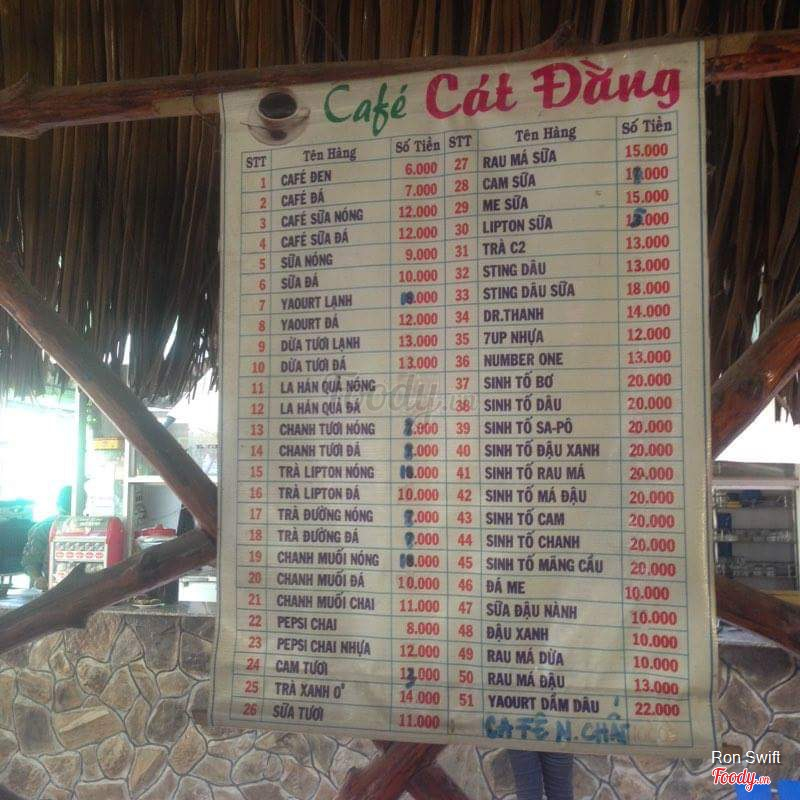 Café Cát Đằng
STT Tên Hàng Số Tiền STT Tên Hàng Số Tiền
1 CAFÉ ĐEN 6.000 27 RAU MÁ SỮA 15.000
2 CAFÉ ĐÁ 7.000 28 CAM SỮA
3 CAFÉ SỮA NÓNG 12.000 29 ME SỮA 15.000
4 CAFÉ SỮA ĐÁ 12.000 30 LIPTON SỮA
5 SỮA NÓNG 9.000 31 TRÀ C2 13.000
6 SỮA ĐÁ 10.000 32 STING DÂU 13.000
7 YAOURT LẠNH 33 STING DÂU SỮA 18.000
8 YAOURT ĐÁ 12.000 34 DR.THANH 14.000
9 DỪA TƯƠI LẠNH 13.000 35 7UP NHỰA 12.000
10 DỪA TƯƠI ĐÁ 13.000 36 NUMBER ONE 13.000
11 LA HÁN QUẢ NÓNG 37 SINH TỐ BƠ 20.000
12 LA HÁN QUẢ ĐÁ 38 SINH TỐ DÂU 20.000
13 CHANH TƯƠI NÓNG 39 SINH TỐ SA-PÔ 20.000
14 CHANH TƯƠI ĐÁ 40 SINH TỐ ĐẬU XANH 20.000
15 TRÀ LIPTON NÓNG 41 SINH TỐ RAU MÁ 20.000
16 TRÀ LIPTON ĐÁ 10.000 42 SINH TỐ MÁ ĐẬU 20.000
17 TRÀ ĐƯỜNG NÓNG 7.000 43 SINH TỐ CAM 20.000
18 TRÀ ĐƯỜNG ĐÁ 7.000 44 SINH TỐ CHANH 20.000
19 CHANH MUỐI NÓNG 45 SINH TỐ MÃNG CẦU 20.000
20 CHANH MUỐI ĐÁ 10.000 46 ĐÁ ME 10.000
21 CHANH MUỐI CHAI 11.000 47 SỮA ĐẬU NÀNH 10.000
22 PEPSI CHAI 8.000 48 ĐẬU XANH 10.000
23 PEPSI CHAI NHỰA 12.000 49 RAU MÁ DỪA 10.000
24 CAM TƯƠI 50 RAU MÁ ĐẬU 13.000
25 TRÀ XANH O° 14.000 51 YAOURT DẦM DÂU 22.000
26 SỮA TƯƠI 11.000 CAFÊ N. CHẢI
Foody.vn
Ron Swift
Foody.vn